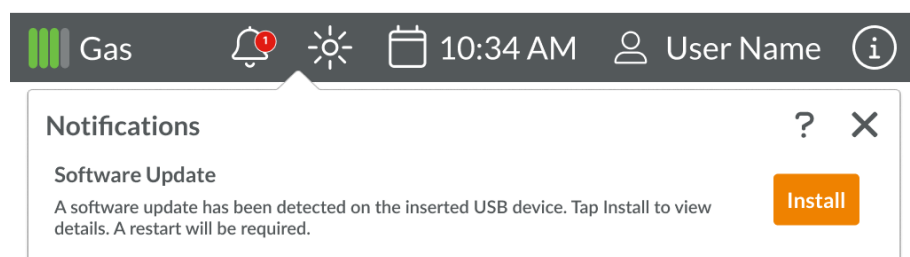 Gas 1 10:34 AM User Name i
Notifications ? X
Software Update
A software update has been detected on the inserted USB device. Tap Install to view
details. A restart will be required.
Install